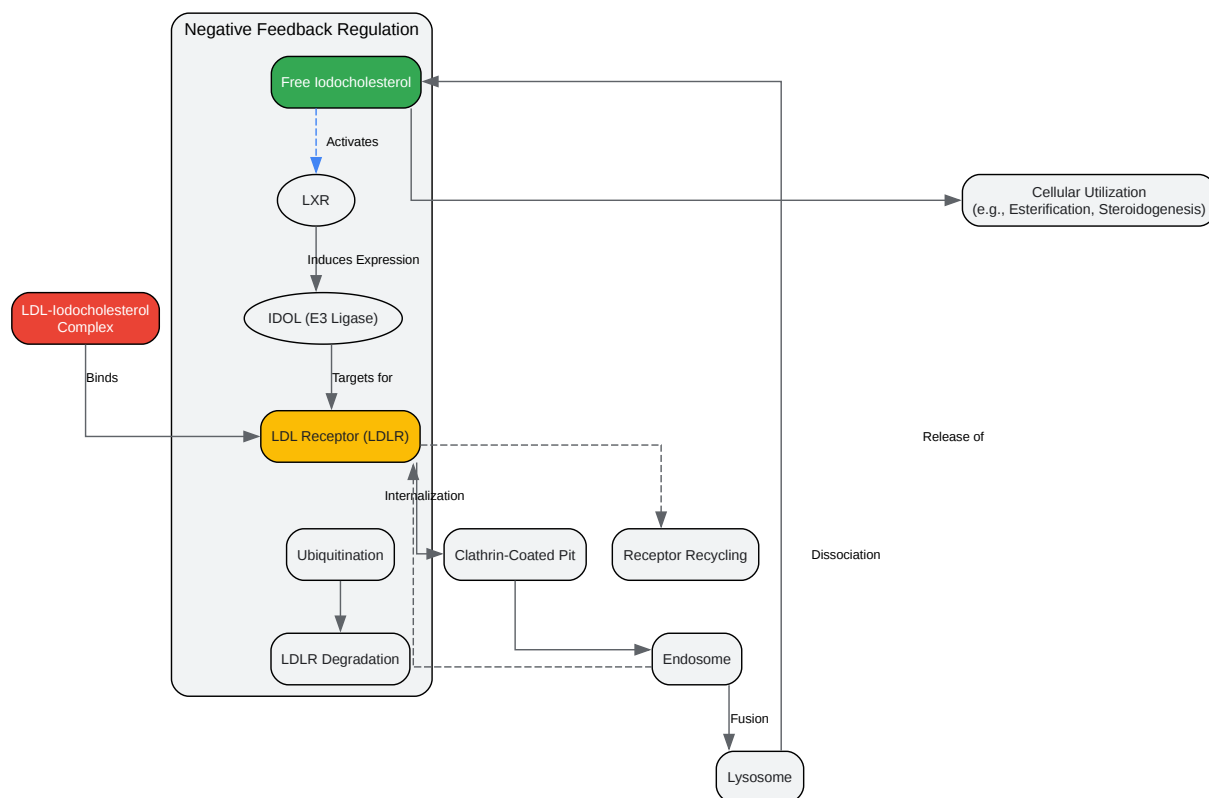 Negative Feedback Regulation
Free Iodocholesterol
Activates
LXR
Cellular Utilization
(e.g., Esterification, Steroidogenesis)
Induces Expression
LDL-Iodocholesterol
Complex
IDOL (E3 Ligase)
Binds
Targets for
LDL Receptor (LDLR)
Release of
Internalization
Ubiquitination
Clathrin-Coated Pit
Receptor Recycling
Dissociation
LDLR Degradation
Endosome
Fusion
Lysosome